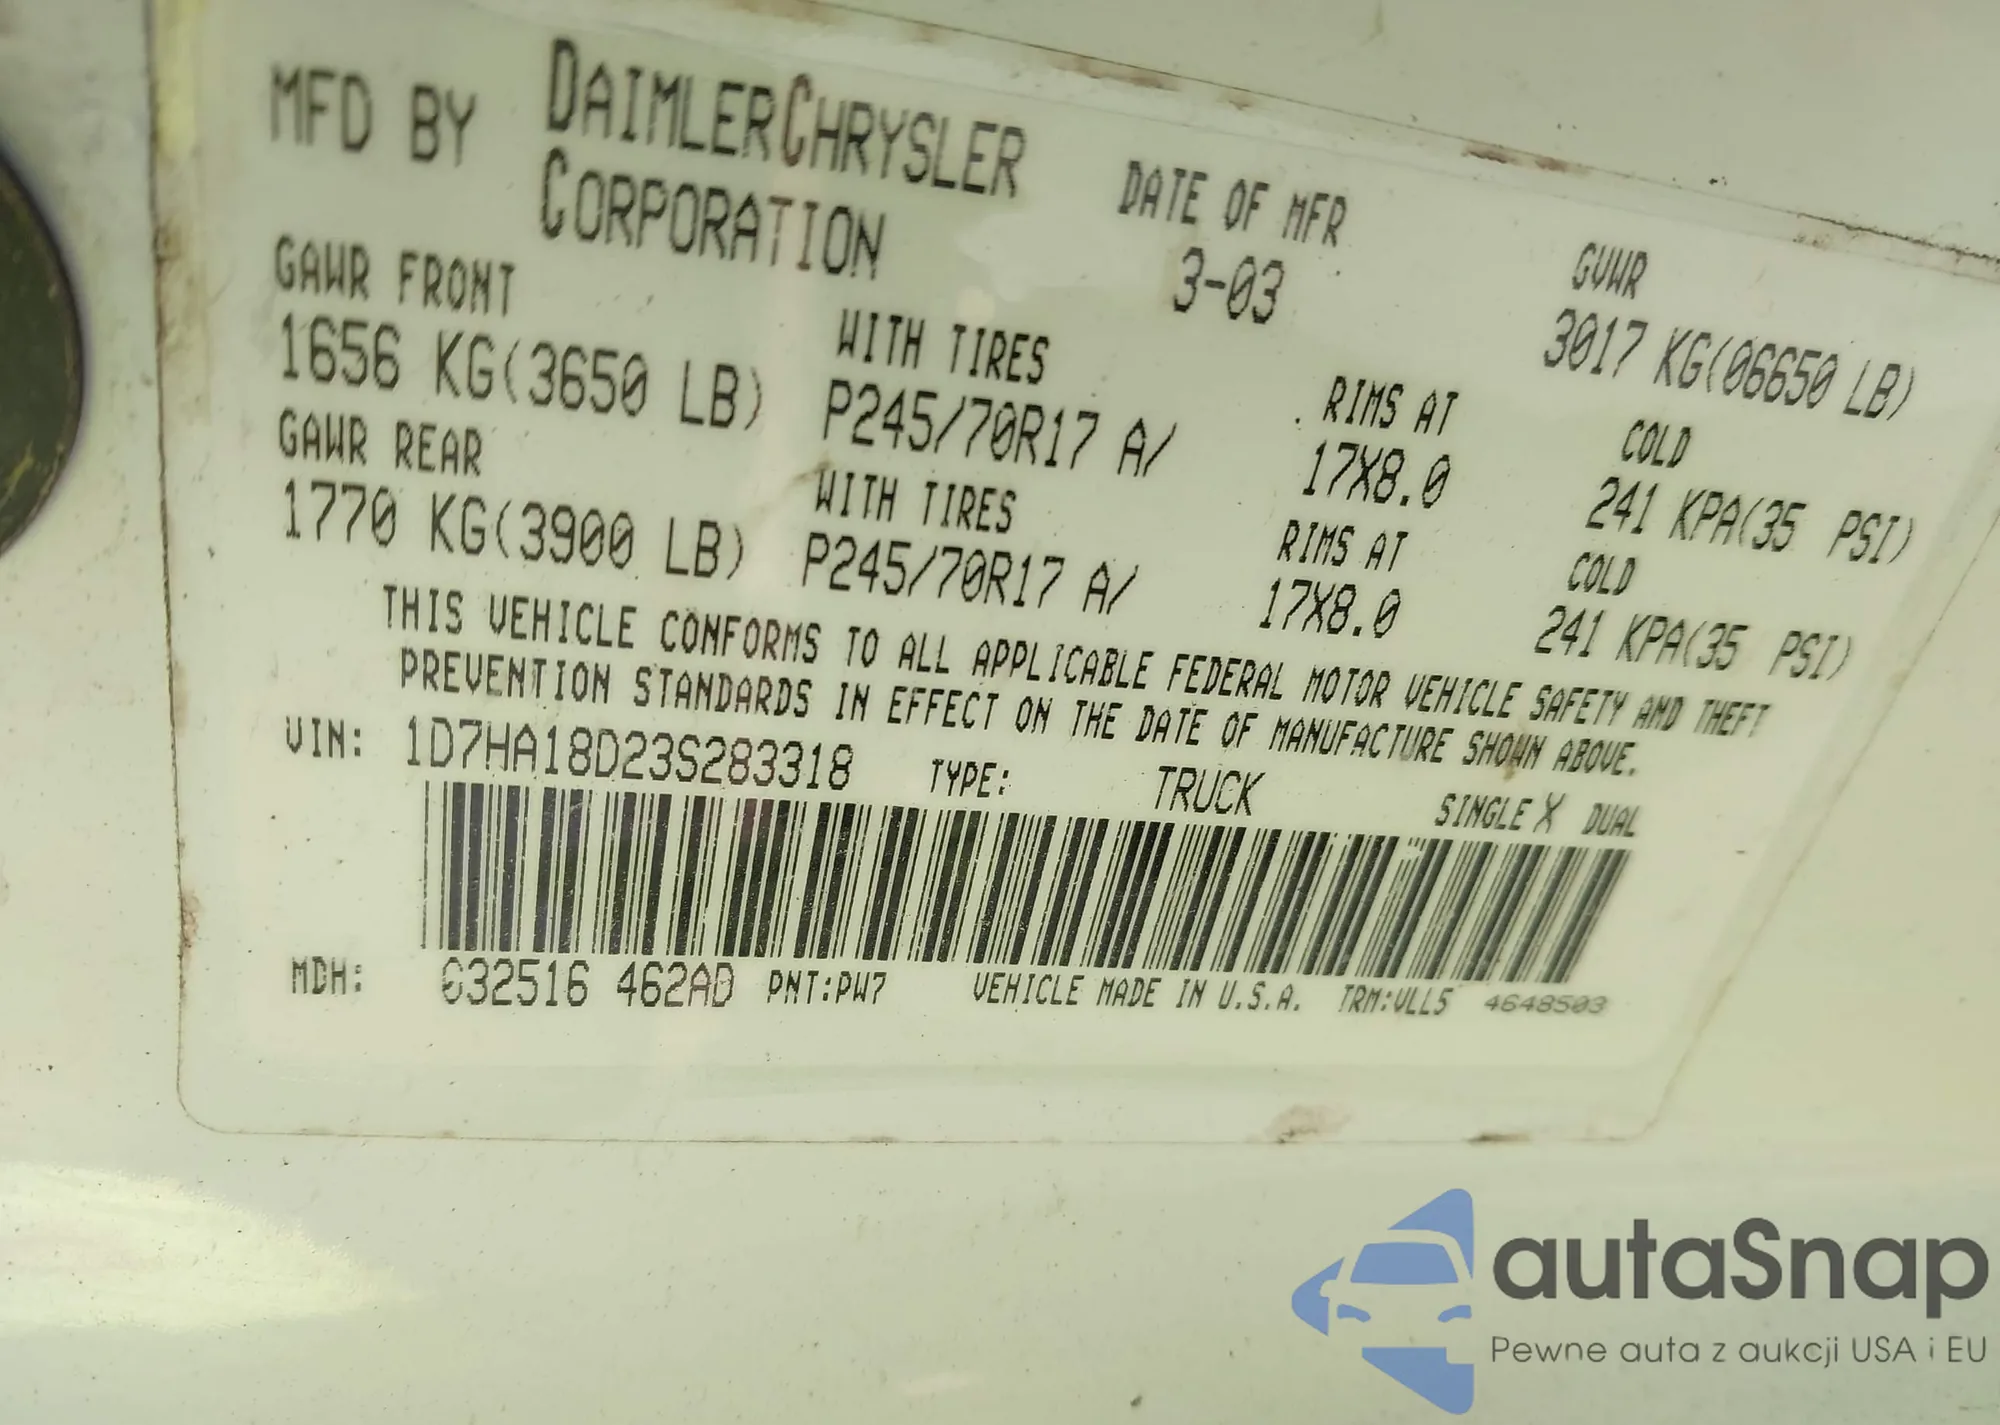 MFD BY DAIMLERCHRYSLER
CORPORATION
DATE OF MFR
3-03
GVWR
3017 KG(06650 LB)
GAWR FRONT
1656 KG(3650 LB)
WITH TIRES
P245/70R17 A/
RIMS AT
17X8.0
COLD
241 KPA(35 PSI)
GAWR REAR
1770 KG(3900 LB)
WITH TIRES
P245/70R17 A/
RIMS AT
17X8.0
COLD
241 KPA(35 PSI)
THIS VEHICLE CONFORMS TO ALL APPLICABLE FEDERAL MOTOR VEHICLE SAFETY AND THEFT
PREVENTION STANDARDS IN EFFECT ON THE DATE OF MANUFACTURE SHOWN ABOVE.
VIN: 1D7HA18D23S283318 TYPE: TRUCK SINGLE X DUAL
MDH: 032516 462AD PNT:PW7 VEHICLE MADE IN U.S.A. TRM:VLL5 4648503
autaSnap
Pewne auta z aukcji USA i EU